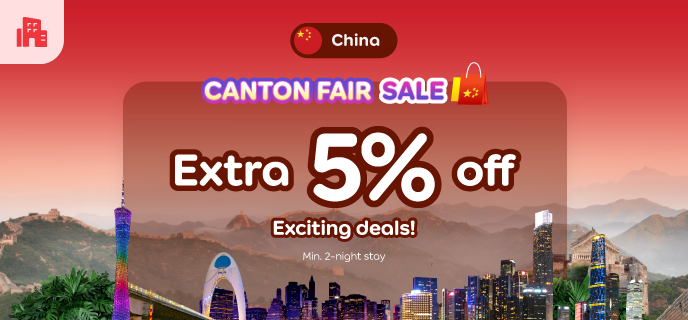 China
CANTON FAIR SALE
Extra 5% off
Exciting deals!
Min. 2-night stay